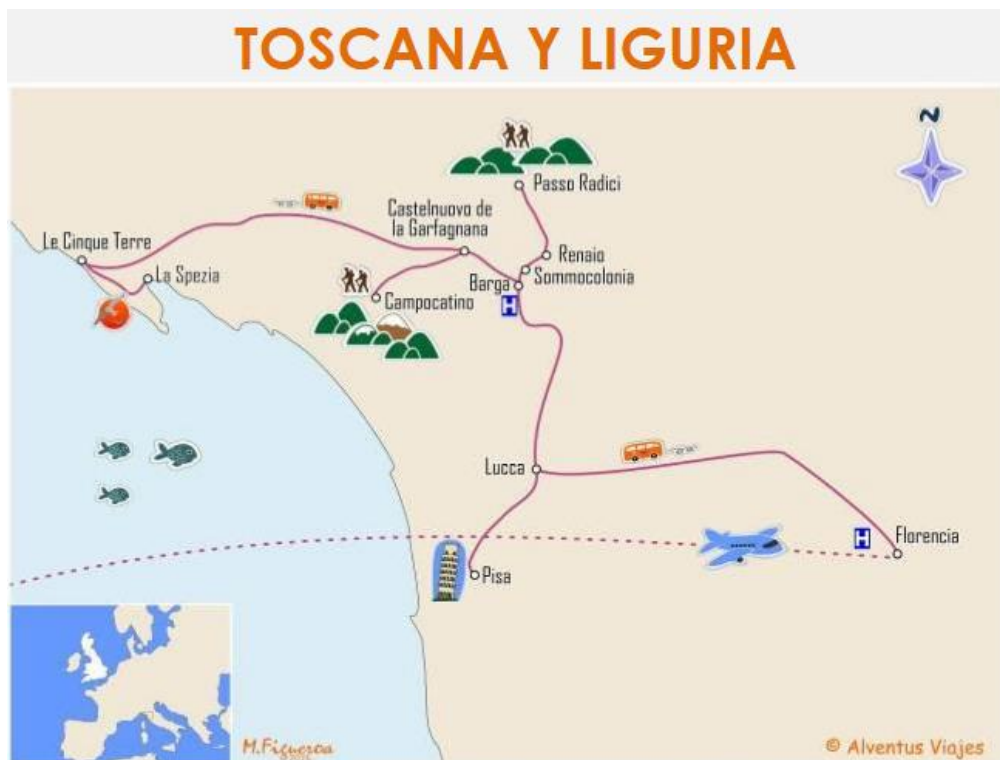 TOSCANA Y LIGURIA
N
Passo Radici
Castelnuovo de
la Garfagnana
Le Cinque Terre
Renaio
La Spezia
Sommocolonia
Barga
H
Campocatino
Lucca
H
Florencia
Pisa
M.Figueroa
© Alventus Viajes